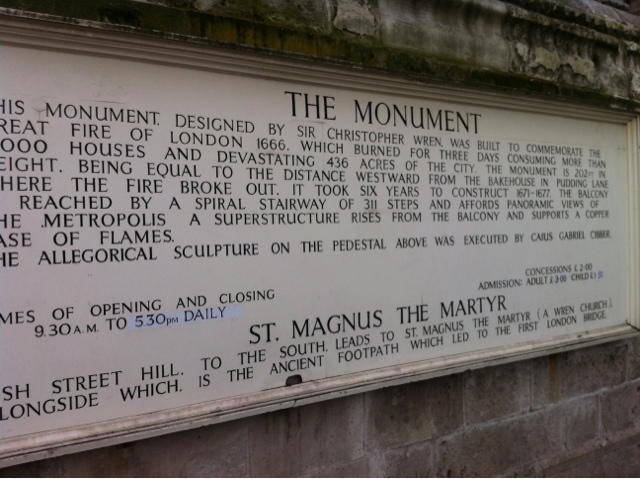 THE MONUMENT
HIS MONUMENT, DESIGNED BY SIR CHRISTOPHER WREN, WAS BUILT TO COMMEMORATE THE
REAT FIRE OF LONDON 1666, WHICH BURNED FOR THREE DAYS CONSUMING MORE THAN
,000 HOUSES AND DEVASTATING 436 ACRES OF THE CITY. THE MONUMENT IS 202FT IN
EIGHT. BEING EQUAL TO THE DISTANCE WESTWARD FROM THE BAKEHOUSE IN PUDDING LANE
HERE THE FIRE BROKE OUT. IT TOOK SIX YEARS TO CONSTRUCT 1671-1677. THE BALCONY
REACHED BY A SPIRAL STAIRWAY OF 311 STEPS AND AFFORDS PANORAMIC VIEWS OF
HE METROPOLIS A SUPERSTRUCTURE RISES FROM THE BALCONY AND SUPPORTS A COPPER
ASE OF FLAMES.
HE ALLEGORICAL SCULPTURE ON THE PEDESTAL ABOVE WAS EXECUTED BY CAIUS GABRIEL CIBBER.
CONCESSIONS £2·00
MES OF OPENING AND CLOSING ADMISSION: ADULT £3·00 CHILD
9.30 A.M. TO 5.30pm DAILY
ST. MAGNUS THE MARTYR
ISH STREET HILL, TO THE SOUTH, LEADS TO ST. MAGNUS THE MARTYR (A WREN CHURCH).
LONGSIDE WHICH, IS THE ANCIENT FOOTPATH WHICH LED TO THE FIRST LONDON BRIDGE.